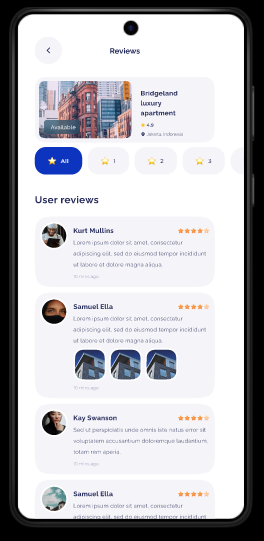 Reviews
Bridgeland
luxury
apartment
4.9
Jakarta, Indonesia
Available
All
1
2
3
User reviews
Kurt Mullins
Lorem ipsum dolor sit amet, consectetur
adipiscing elit, sed do eiusmod tempor incididunt
ut labore et dolore magna aliqua.
10 mins ago
Samuel Ella
Lorem ipsum dolor sit amet, consectetur
adipiscing elit, sed do eiusmod tempor incididunt
ut labore et dolore magna aliqua.
10 mins ago
Kay Swanson
Sed ut perspiciatis unde omnis iste natus error sit
voluptatem accusantium doloremque laudantium,
totam rem aperia.
10 mins ago
Samuel Ella
Lorem ipsum dolor sit amet, consectetur
adipiscing elit, sed do eiusmod tempor incididunt